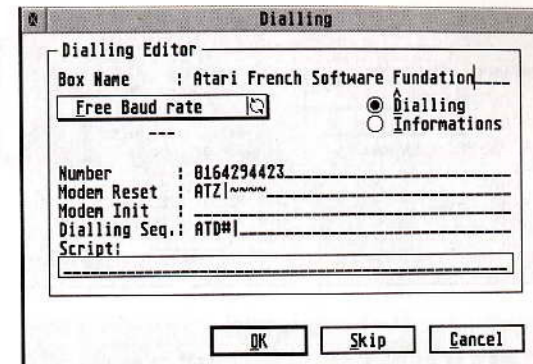 Dialling
Dialling Editor
Box Name : Atari French Software Fundation
Free Baud rate
Dialling
Informations
---
Number : 0164294423
Modem Reset : ATZ|~~~~
Modem Init :
Dialling Seq.: ATD#|
Script:
OK Skip Cancel